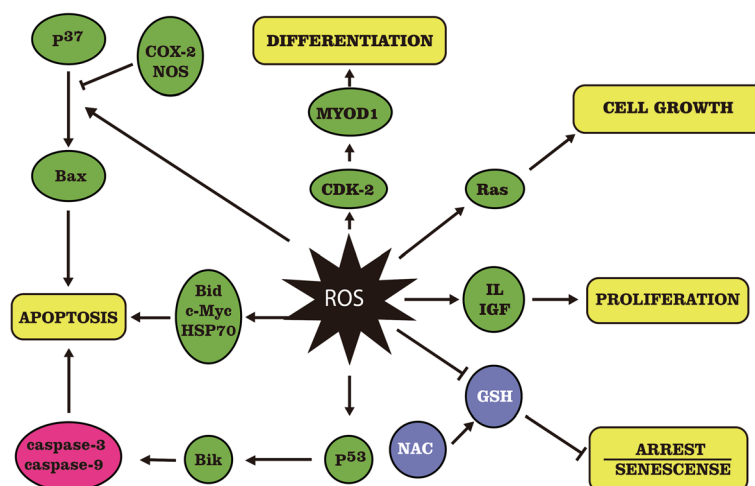 P37
COX-2
NOS
DIFFERENTIATION
MYOD1
CELL GROWTH
Bax
CDK-2
Ras
APOPTOSIS
Bid
c-Myc
HSP70
ROS
IL
IGF
PROLIFERATION
GSH
caspase-3
caspase-9
Bik
P53
NAC
ARREST
SENESCENSE